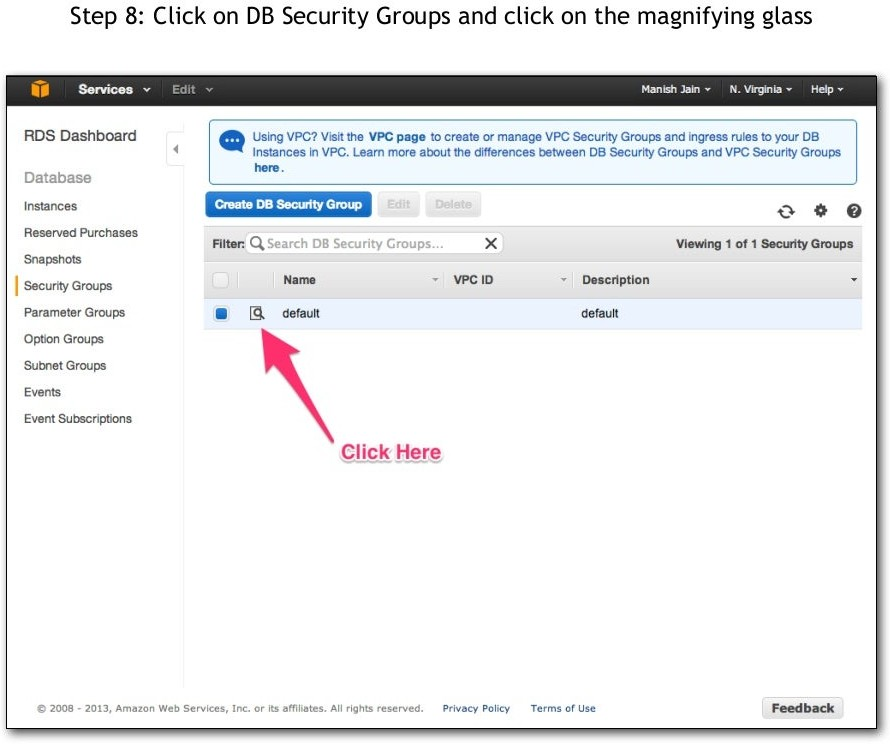 Step 8: Click on DB Security Groups and click on the magnifying glass
Services Edit Manish Jain N. Virginia Help
RDS Dashboard
Database
Instances
Reserved Purchases
Snapshots
Security Groups
Parameter Groups
Option Groups
Subnet Groups
Events
Event Subscriptions
Using VPC? Visit the VPC page to create or manage VPC Security Groups and ingress rules to your DB
Instances in VPC. Learn more about the differences between DB Security Groups and VPC Security Groups
here.
Create DB Security Group Edit Delete
Filter: Search DB Security Groups... Viewing 1 of 1 Security Groups
Name VPC ID Description
default default
Click Here
© 2008 - 2013, Amazon Web Services, Inc. or its affiliates. All rights reserved. Privacy Policy Terms of Use Feedback